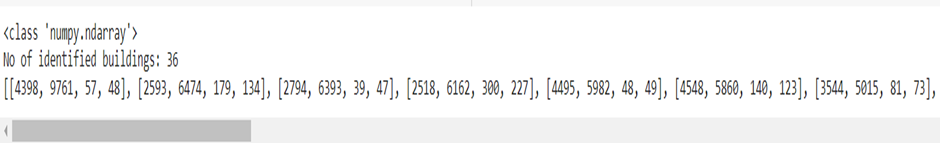 <class 'numpy.ndarray'>
No of identified buildings: 36
[[4398, 9761, 57, 48], [2593, 6474, 179, 134], [2794, 6393, 39, 47], [2518, 6162, 300, 227], [4495, 5982, 48, 49], [4548, 5860, 140, 123], [3544, 5015, 81, 73],